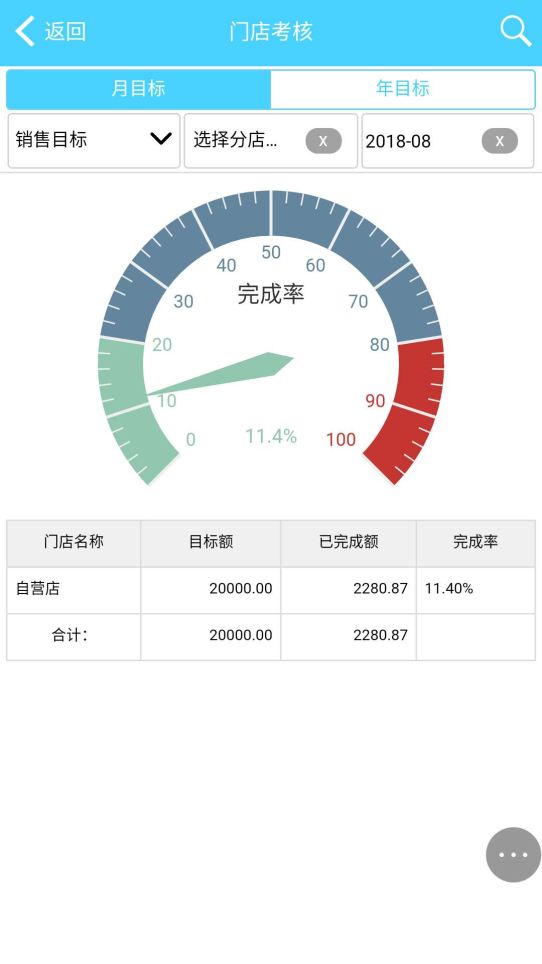 返回 门店考核
月目标 年目标
销售目标 选择分店... X 2018-08 X
50
40 60
完成率
30 70
20 80
10 90
0 11.4% 100
门店名称 目标额 已完成额 完成率
自营店 20000.00 2280.87 11.40%
合计: 20000.00 2280.87